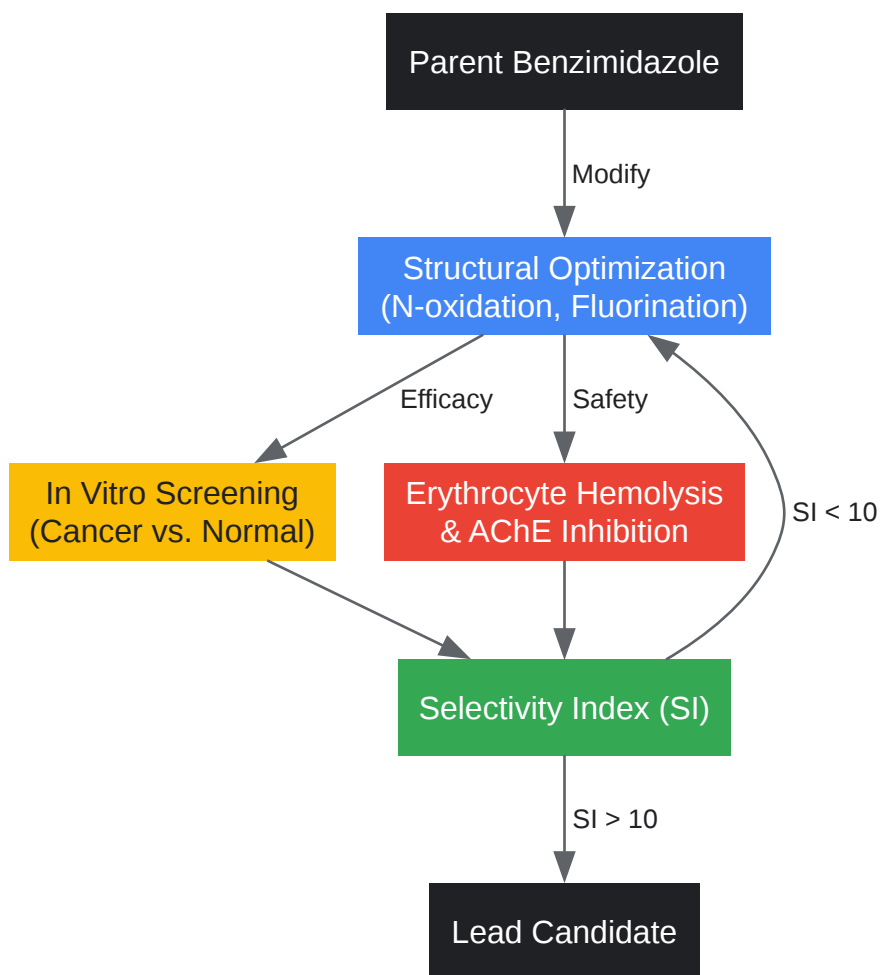 Parent Benzimidazole
Modify
Structural Optimization
(N-oxidation, Fluorination)
Efficacy
Safety
In Vitro Screening
(Cancer vs. Normal)
Erythrocyte Hemolysis
& AChE Inhibition
SI < 10
Selectivity Index (SI)
SI > 10
Lead Candidate